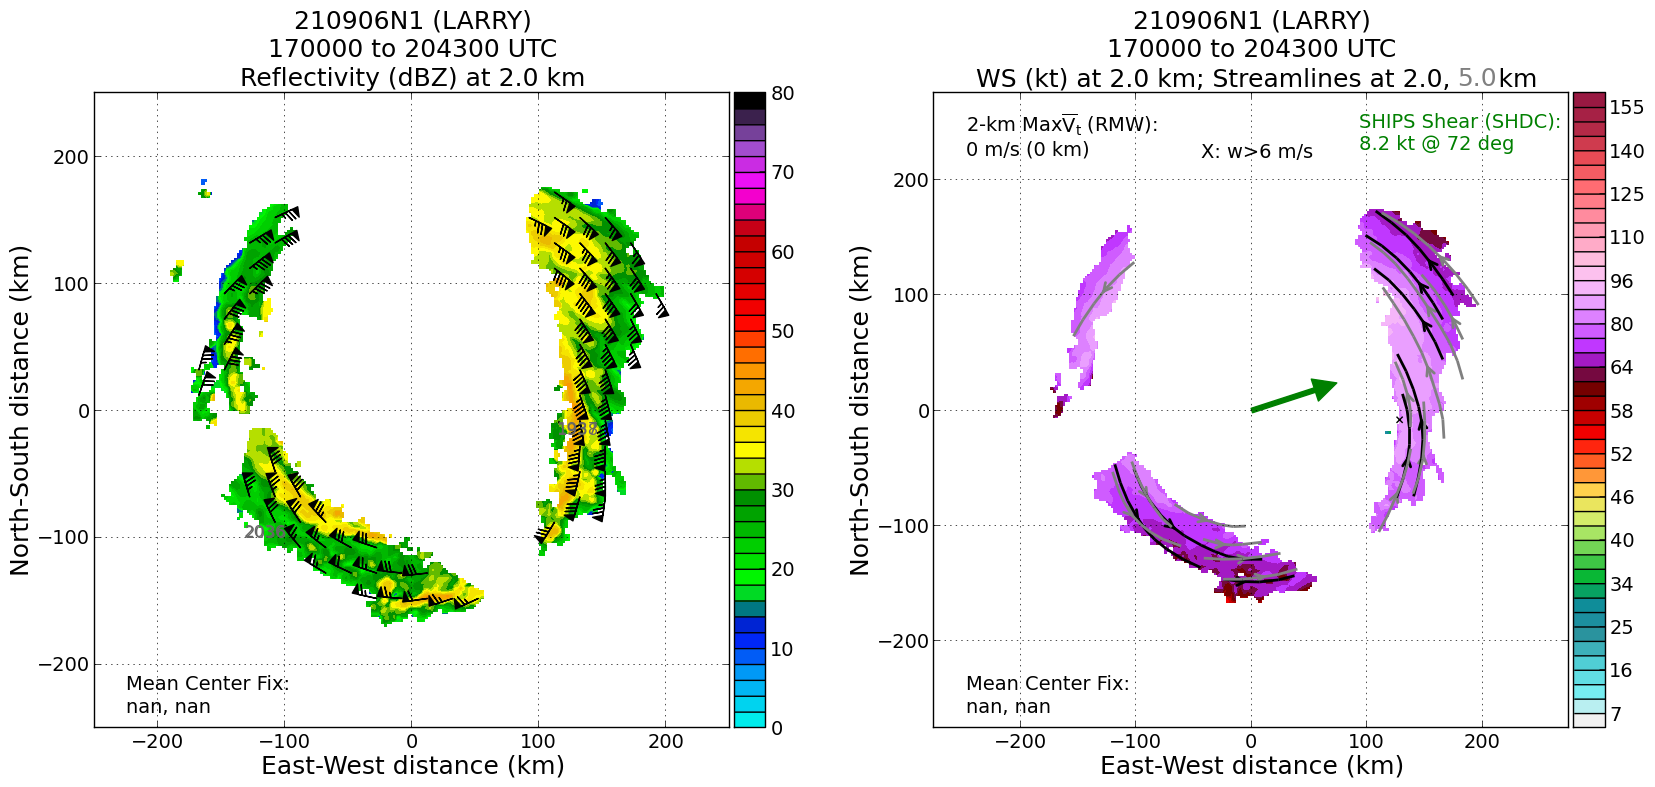 210906N1 (LARRY)
170000 to 204300 UTC
Reflectivity (dBZ) at 2.0 km
North-South distance (km)
200
100
0
−100
−200
−200
−100
0
100
200
East-West distance (km)
Mean Center Fix:
nan, nan
80
70
60
50
40
30
20
10
0
210906N1 (LARRY)
170000 to 204300 UTC
WS (kt) at 2.0 km; Streamlines at 2.0, 5.0 km
2-km Max V̅t (RMW):
0 m/s (0 km)
X: w>6 m/s
SHIPS Shear (SHDC):
8.2 kt @ 72 deg
North-South distance (km)
200
100
0
−100
−200
−200
−100
0
100
200
East-West distance (km)
Mean Center Fix:
nan, nan
155
140
125
110
96
80
64
58
52
46
40
34
25
16
7